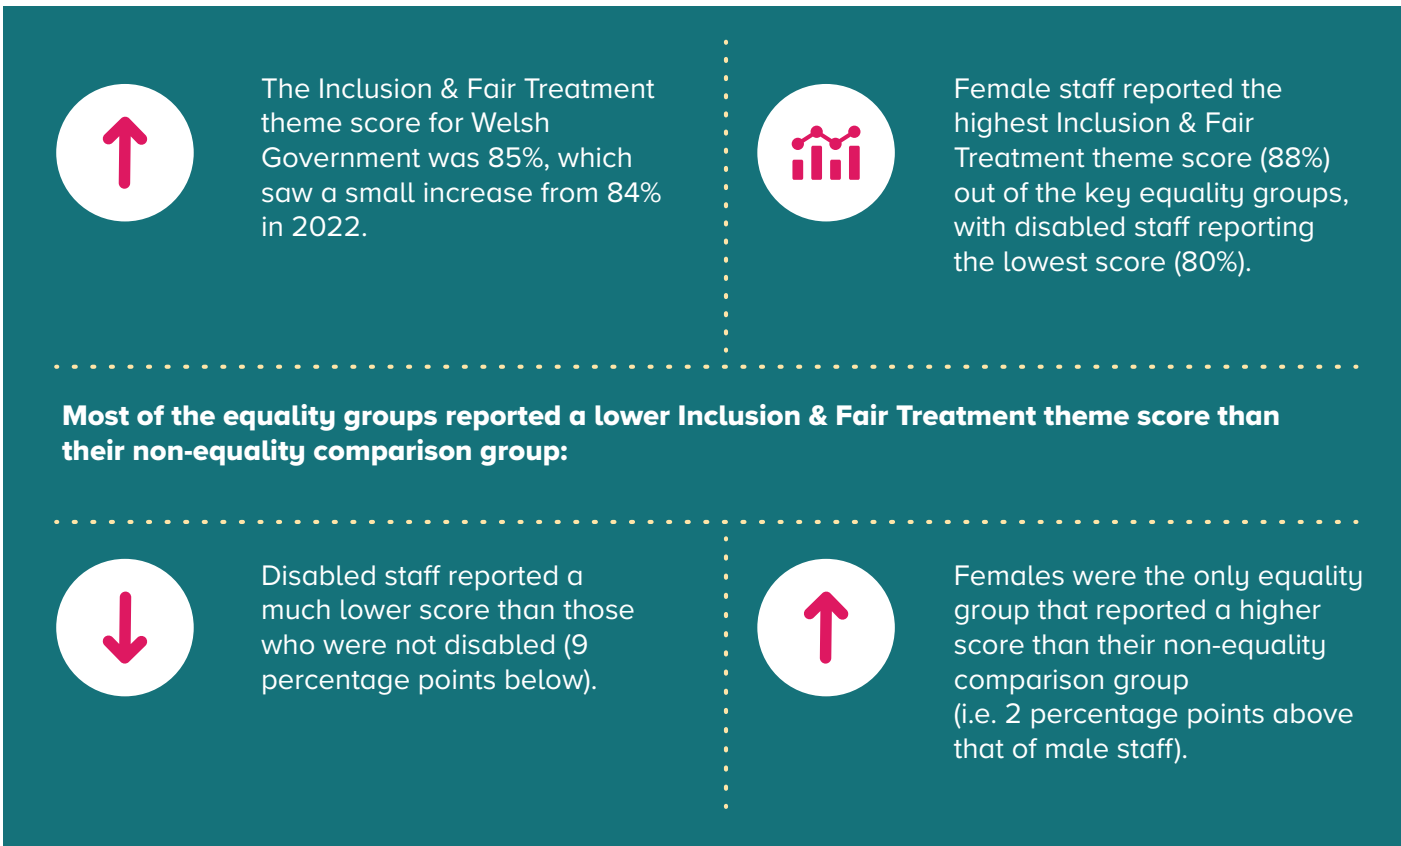 The Inclusion & Fair Treatment
theme score for Welsh
Government was 85%, which
saw a small increase from 84%
in 2022.
Female staff reported the
highest Inclusion & Fair
Treatment theme score (88%)
out of the key equality groups,
with disabled staff reporting
the lowest score (80%).
Most of the equality groups reported a lower Inclusion & Fair Treatment theme score than
their non-equality comparison group:
Disabled staff reported a
much lower score than those
who were not disabled (9
percentage points below).
Females were the only equality
group that reported a higher
score than their non-equality
comparison group
(i.e. 2 percentage points above
that of male staff).